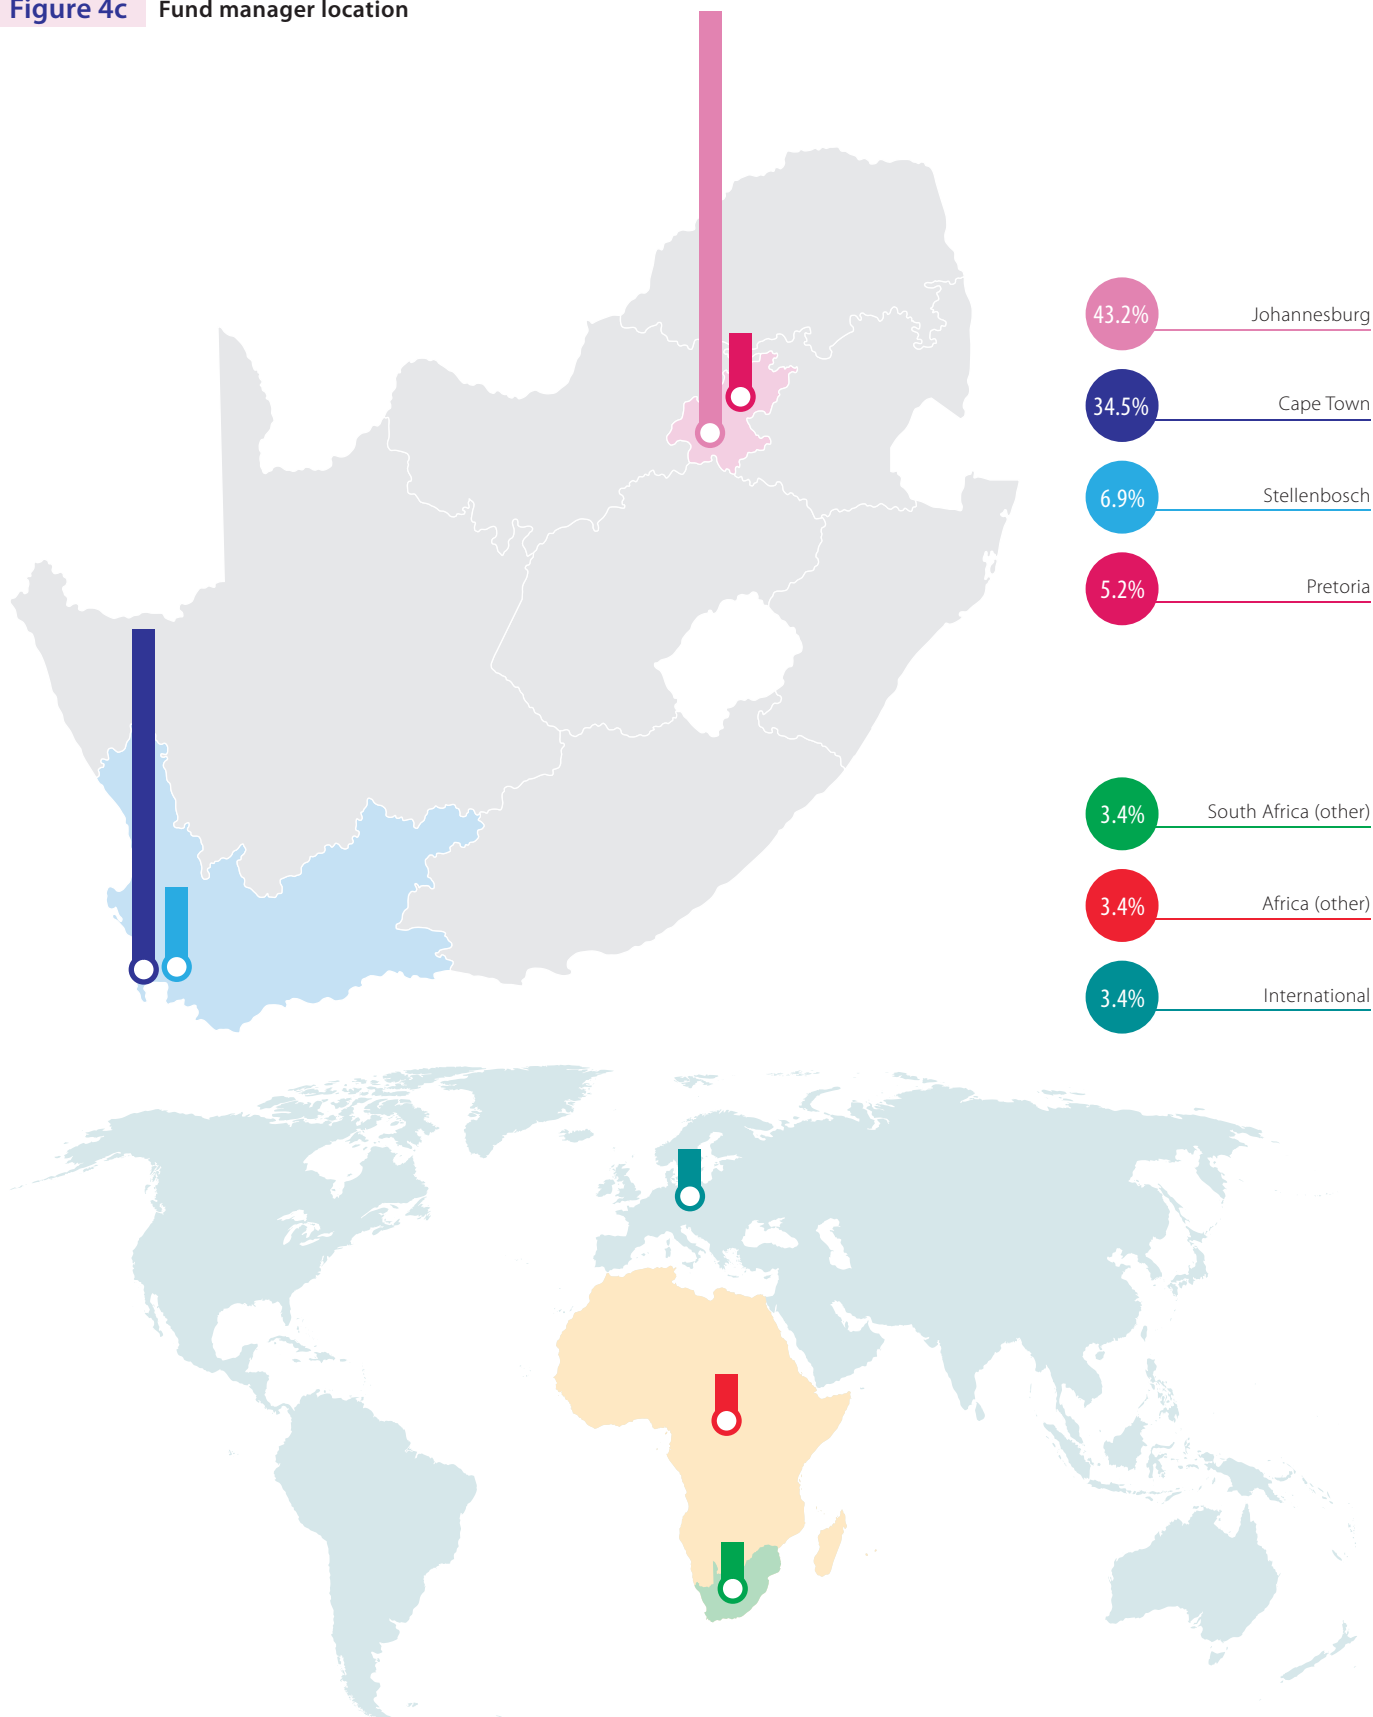 Figure 4c Fund manager location
43.2% Johannesburg
34.5% Cape Town
6.9% Stellenbosch
5.2% Pretoria
3.4% South Africa (other)
3.4% Africa (other)
3.4% International